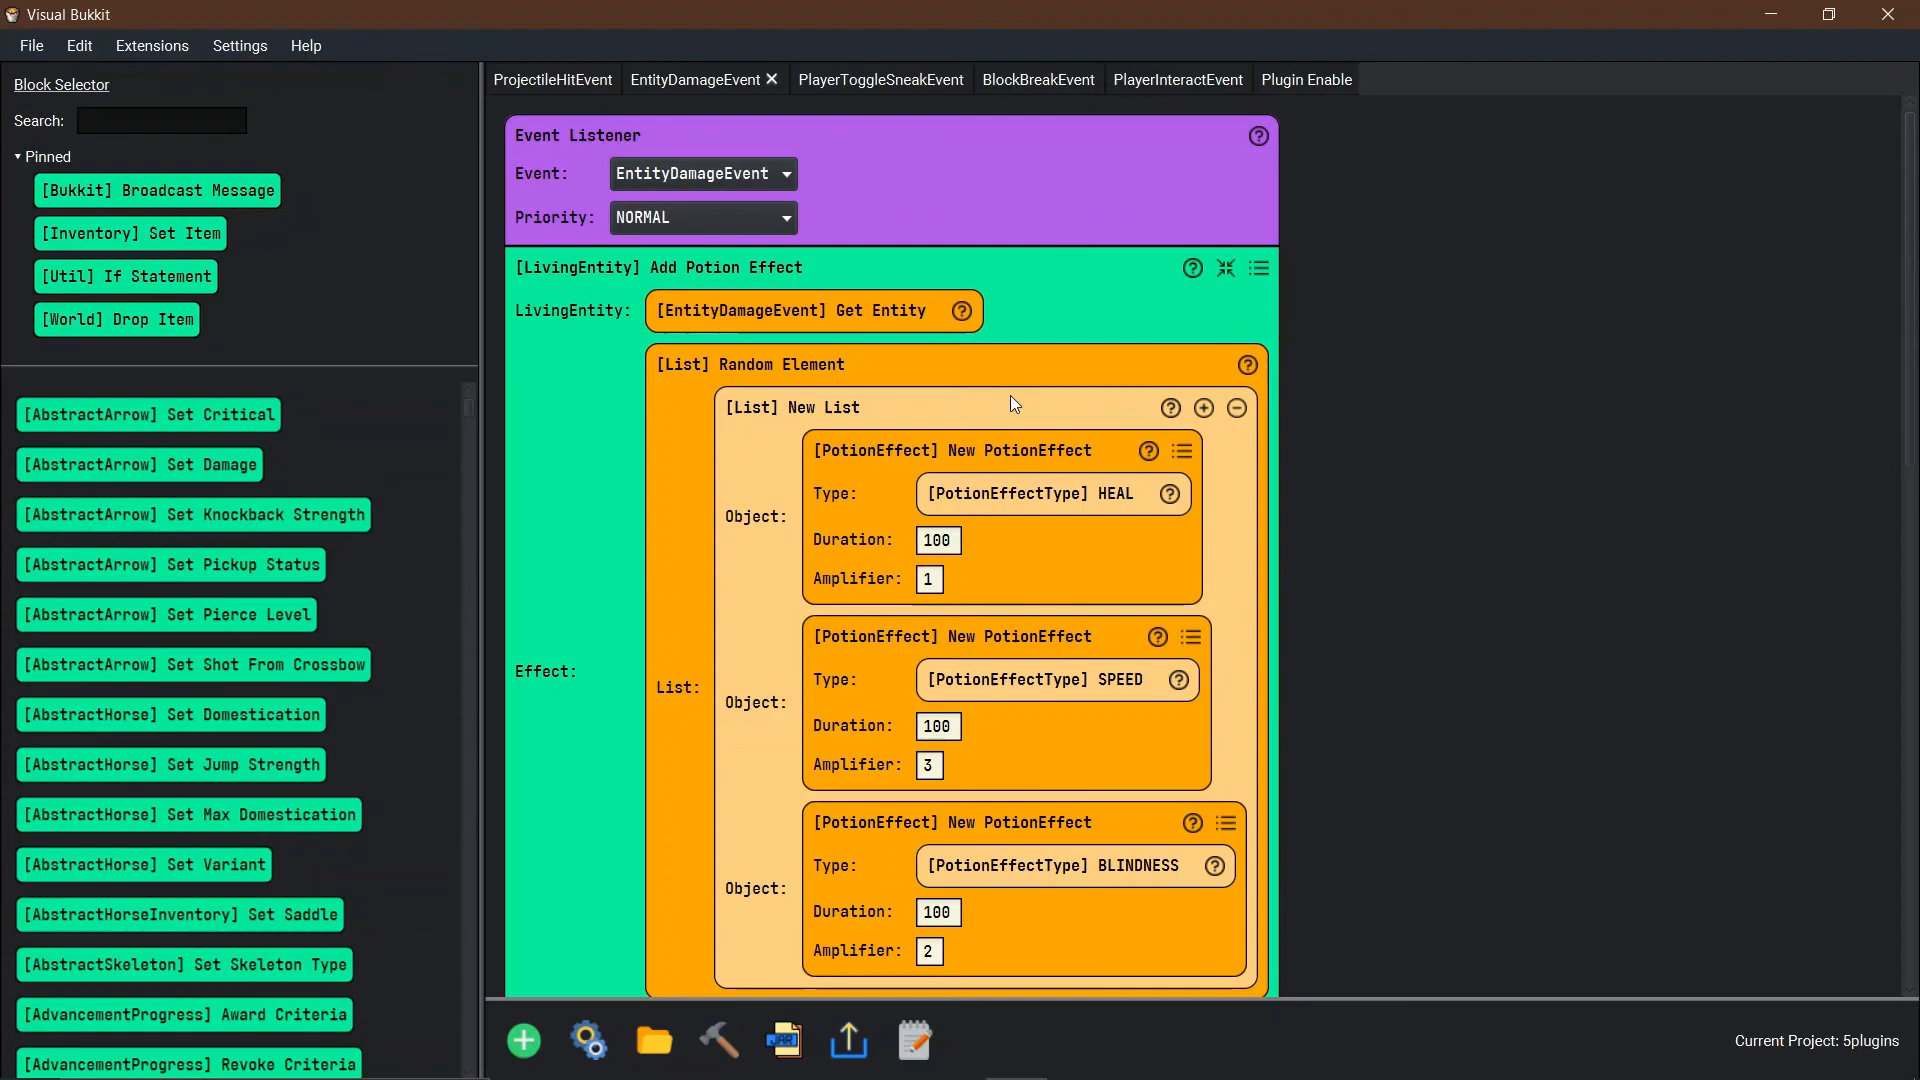 Visual Bukkit
File Edit Extensions Settings Help
Block Selector
Search:
Pinned
[Bukkit] Broadcast Message
[Inventory] Set Item
[Util] If Statement
[World] Drop Item
[AbstractArrow] Set Critical
[AbstractArrow] Set Damage
[AbstractArrow] Set Knockback Strength
[AbstractArrow] Set Pickup Status
[AbstractArrow] Set Pierce Level
[AbstractArrow] Set Shot From Crossbow
[AbstractHorse] Set Domestication
[AbstractHorse] Set Jump Strength
[AbstractHorse] Set Max Domestication
[AbstractHorse] Set Variant
[AbstractHorseInventory] Set Saddle
[AbstractSkeleton] Set Skeleton Type
[AdvancementProgress] Award Criteria
[AdvancementProgress] Revoke Criteria
ProjectileHitEvent EntityDamageEvent PlayerToggleSneakEvent BlockBreakEvent PlayerInteractEvent Plugin Enable
Event Listener
Event: EntityDamageEvent
Priority: NORMAL
[LivingEntity] Add Potion Effect
LivingEntity: [EntityDamageEvent] Get Entity
Effect:
[List] Random Element
List:
[List] New List
Object:
[PotionEffect] New PotionEffect
Type: [PotionEffectType] HEAL
Duration: 100
Amplifier: 1
Object:
[PotionEffect] New PotionEffect
Type: [PotionEffectType] SPEED
Duration: 100
Amplifier: 3
Object:
[PotionEffect] New PotionEffect
Type: [PotionEffectType] BLINDNESS
Duration: 100
Amplifier: 2
JAR
Current Project: 5plugins